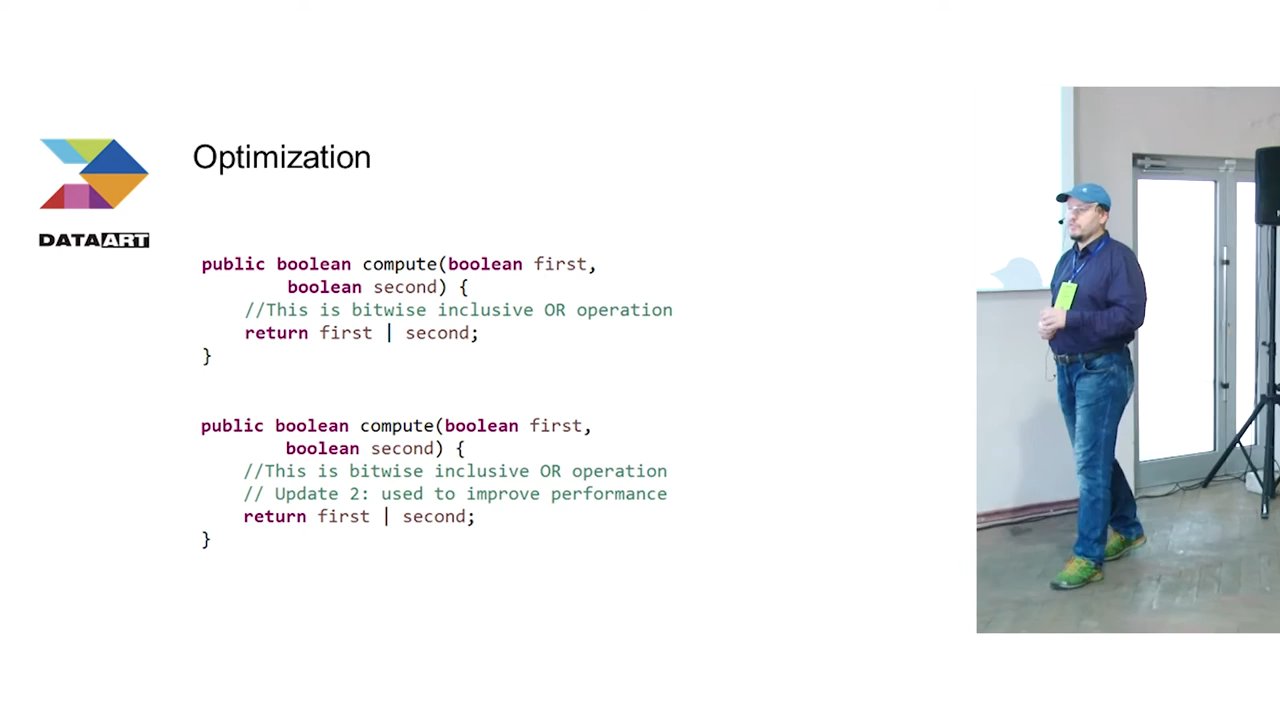 Optimization
DATAART
public boolean compute(boolean first,
boolean second) {
//This is bitwise inclusive OR operation
return first | second;
}
public boolean compute(boolean first,
boolean second) {
//This is bitwise inclusive OR operation
// Update 2: used to improve performance
return first | second;
}